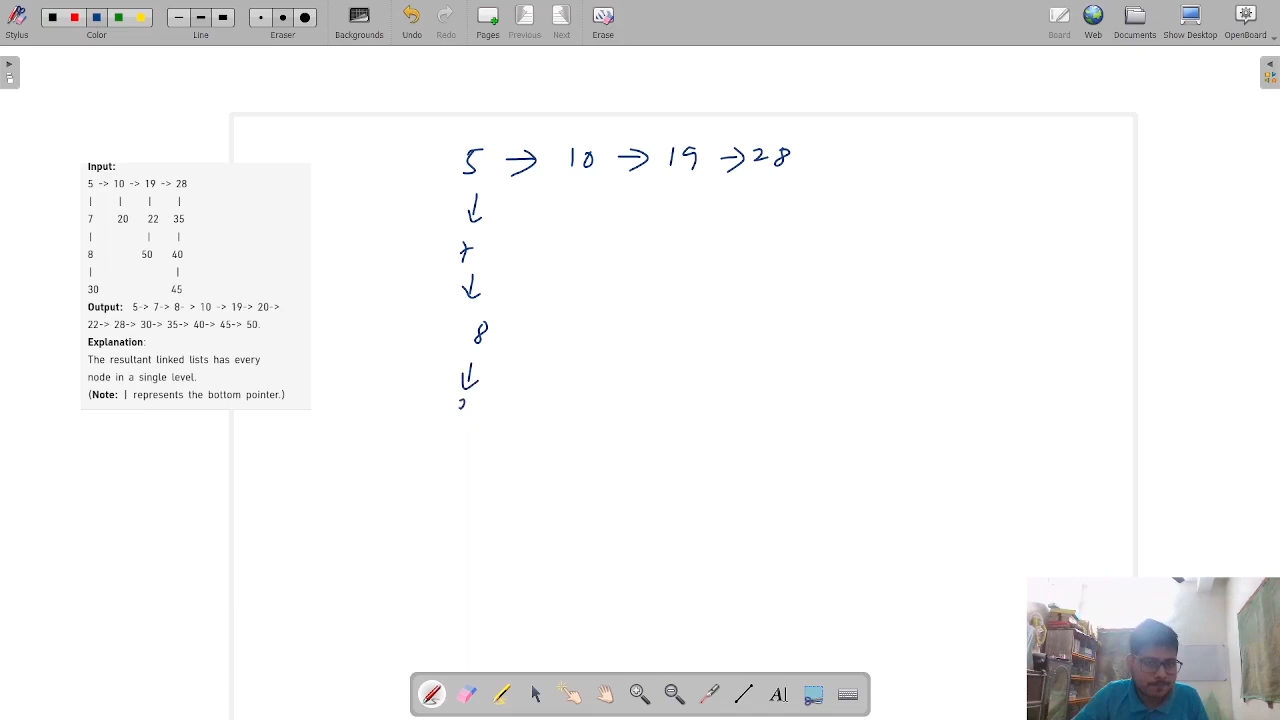 Stylus Color Line Eraser Backgrounds Undo Redo Pages Previous Next Erase Board Web Documents Show Desktop OpenBoard
Input:
5 -> 10 -> 19 -> 28
| | | |
7 20 22 35
| | |
8 50 40
| |
30 45
Output: 5-> 7-> 8- > 10 -> 19-> 20->
22-> 28-> 30-> 35-> 40-> 45-> 50.
Explanation:
The resultant linked lists has every
node in a single level.
(Note: | represents the bottom pointer.)
5 → 10 → 19 → 28
↓
7
↓
8
↓
AI